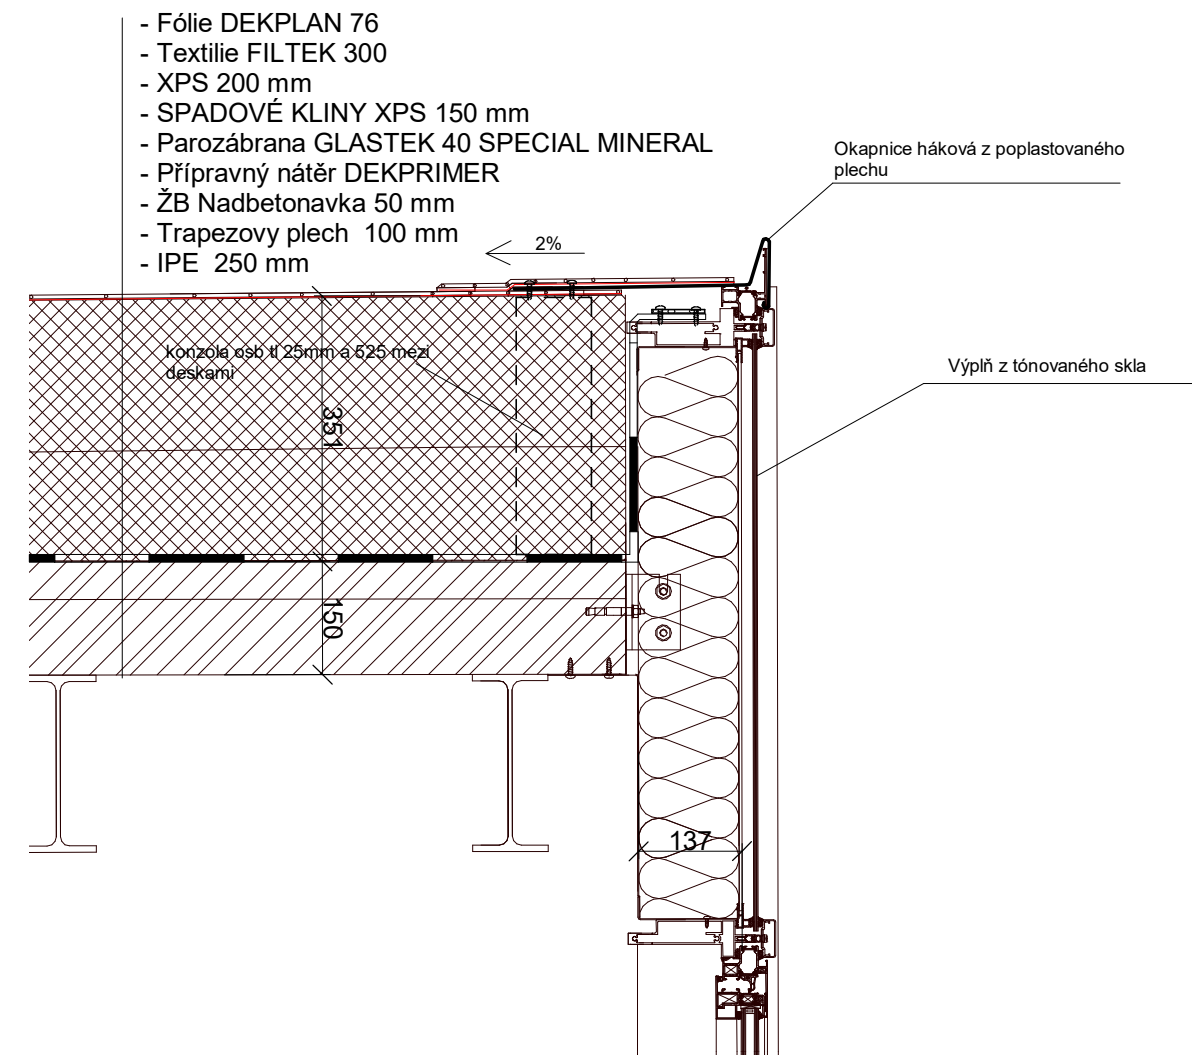 - Fólie DEKPLAN 76
- Textilie FILTEK 300
- XPS 200 mm
- SPADOVÉ KLINY XPS 150 mm
- Parozábrana GLASTEK 40 SPECIAL MINERAL
- Přípravný nátěr DEKPRIMER
- ŽB Nadbetonavka 50 mm
- Trapezovy plech  100 mm
- IPE  250 mm
Okapnice háková z poplastovaného
plechu
2%
konzola osb tl 25mm a 525 mezi
deskami
Výplň z tónovaného skla
351
150
137